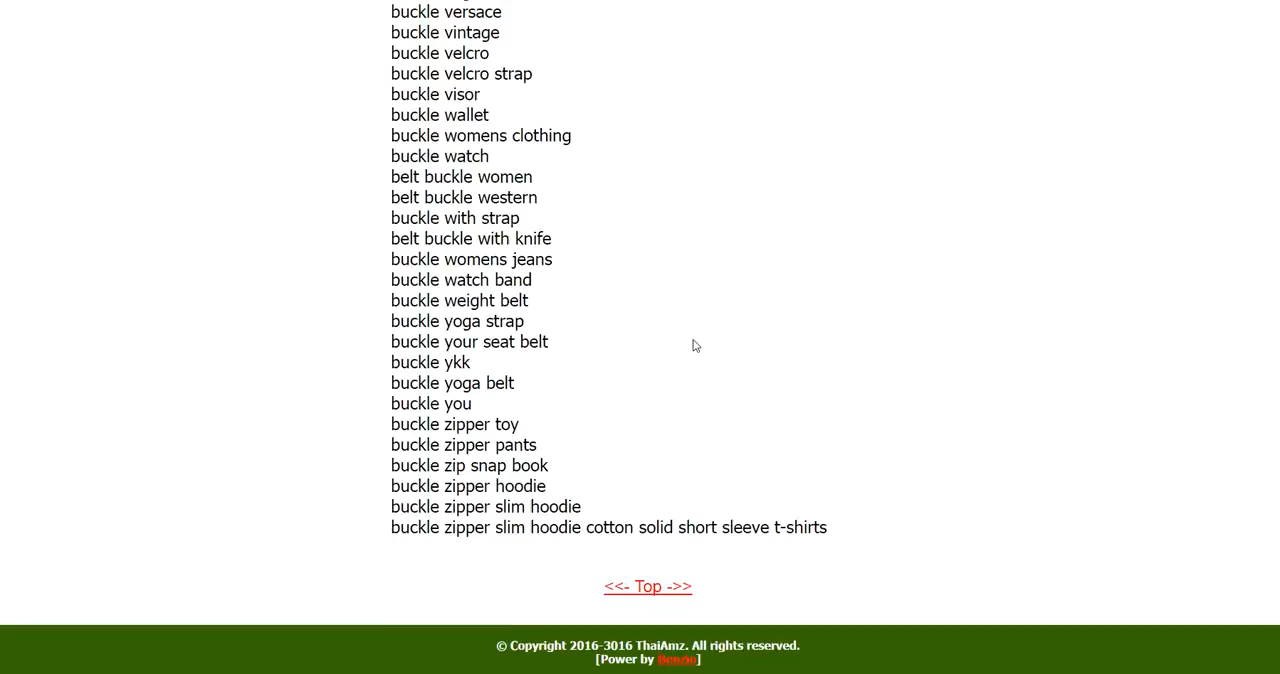 buckle versace
buckle vintage
buckle velcro
buckle velcro strap
buckle visor
buckle wallet
buckle womens clothing
buckle watch
belt buckle women
belt buckle western
buckle with strap
belt buckle with knife
buckle womens jeans
buckle watch band
buckle weight belt
buckle yoga strap
buckle your seat belt
buckle ykk
buckle yoga belt
buckle you
buckle zipper toy
buckle zipper pants
buckle zip snap book
buckle zipper hoodie
buckle zipper slim hoodie
buckle zipper slim hoodie cotton solid short sleeve t-shirts
<<- Top ->>
© Copyright 2016-3016 ThaiAmz. All rights reserved.
[Power by ]